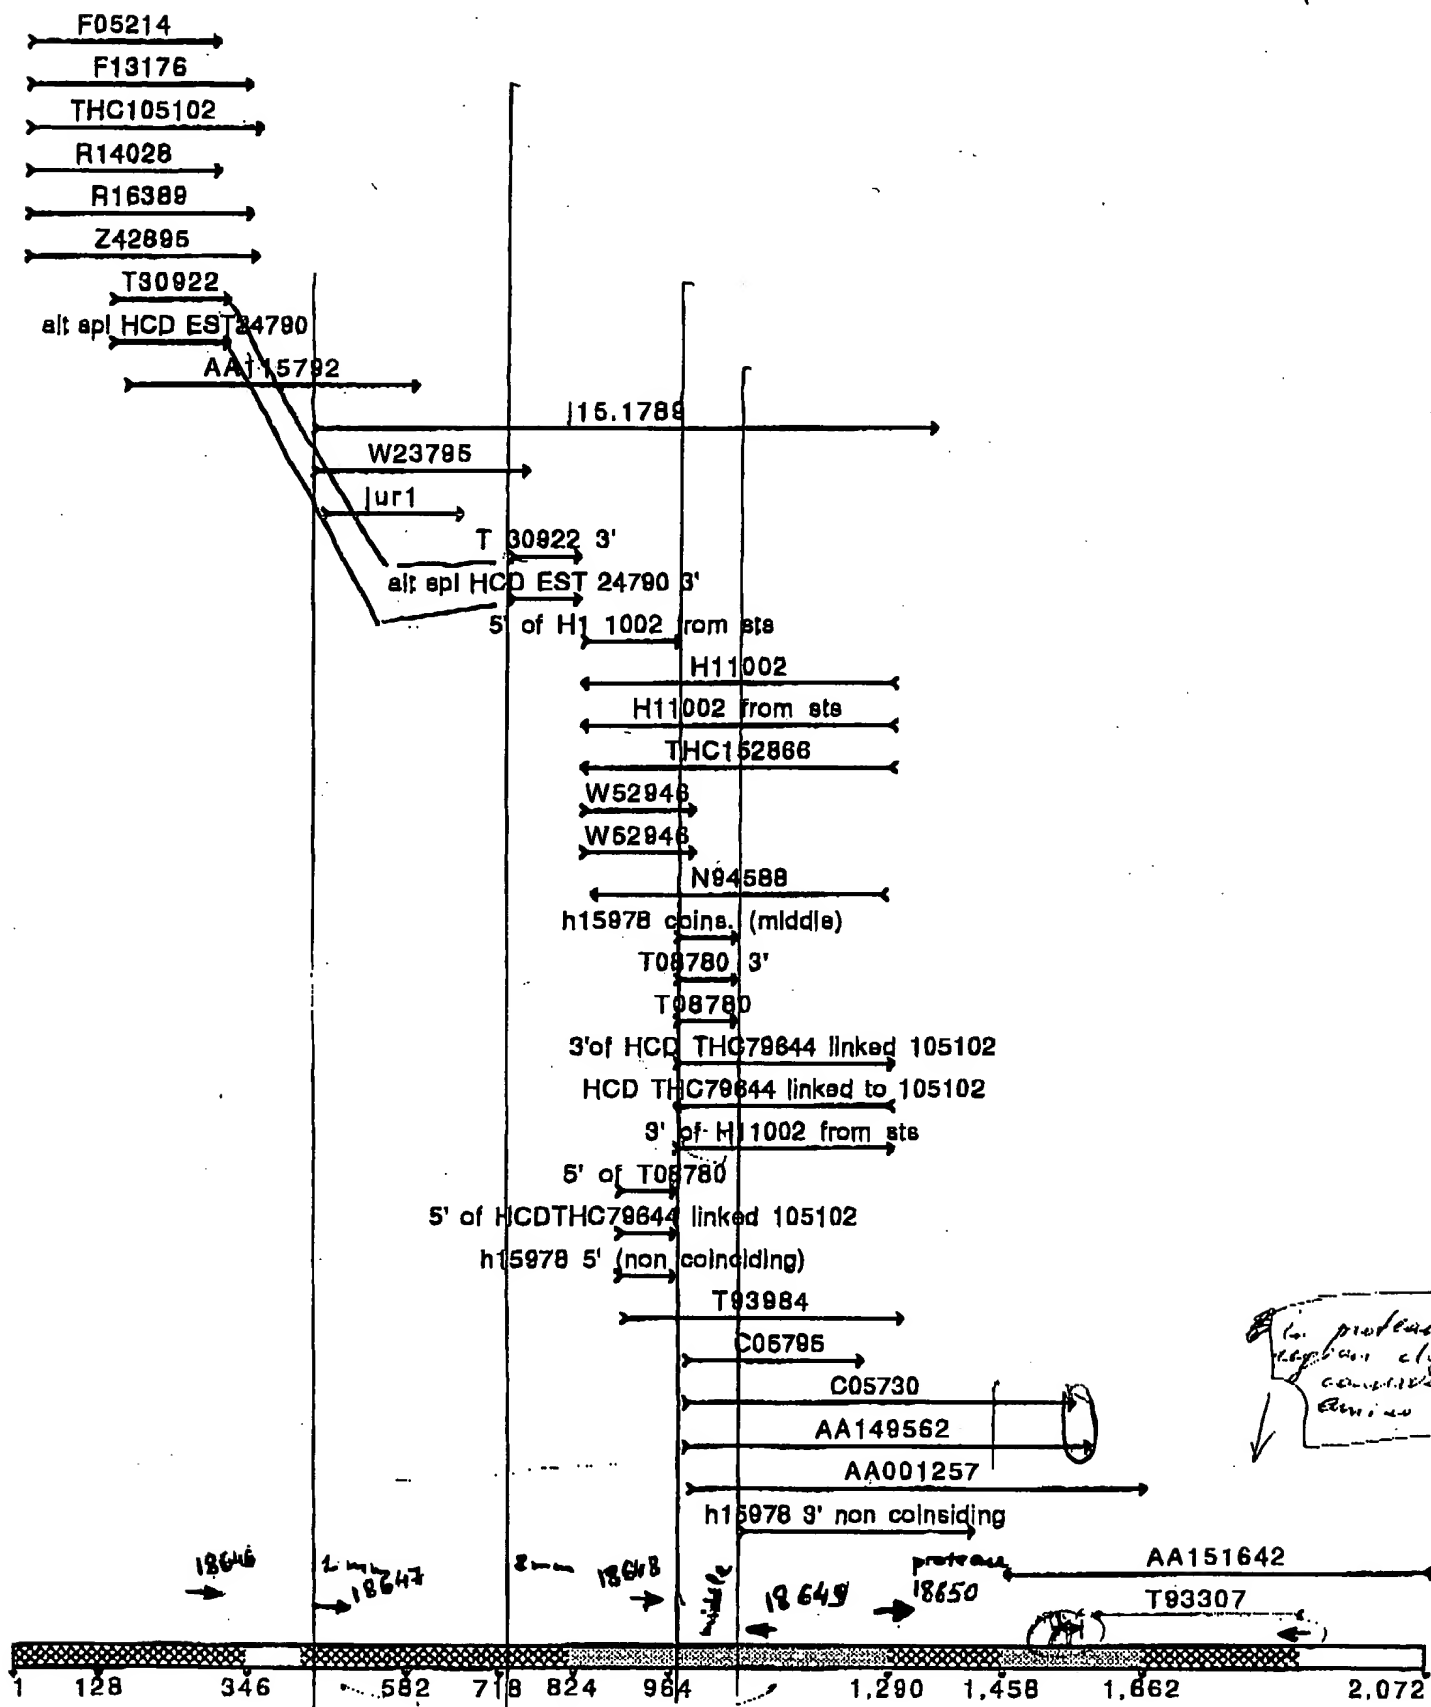 F05214
F13176
THC105102
R14028
R16389
Z42895
T30922
alt spl HCD EST24790
AA115792
J15.1789
W23795
Jur1
T 30922 3'
alt spl HCD EST 24790 3'
5' of H1 1002 from sts
H11002
H11002 from sts
THC152866
W52946
W52946
N94588
h15978 coins. (middle)
T08780 3'
T08780
3'of HCD THC79644 linked 105102
HCD THC79644 linked to 105102
3' of H11002 from sts
5' of T08780
5' of HCDTHC79644 linked 105102
h15978 5' (non coinciding)
T93984
C05795
C05730
AA149562
AA001257
h15978 3' non coinsiding
AA151642
T93307
18646
18647
18648
middle
18649
protease
18650
1 128 346 582 718 824 964 1,290 1,458 1,662 2,072